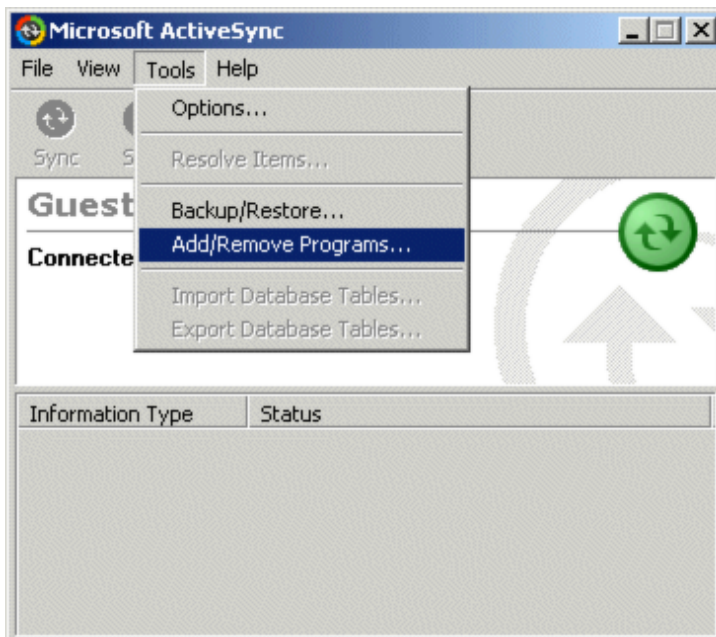 Microsoft ActiveSync
File View Tools Help
Options...
Sync S
Resolve Items...
Guest
Backup/Restore...
Add/Remove Programs...
Connecte
Import Database Tables...
Export Database Tables...
Information Type Status